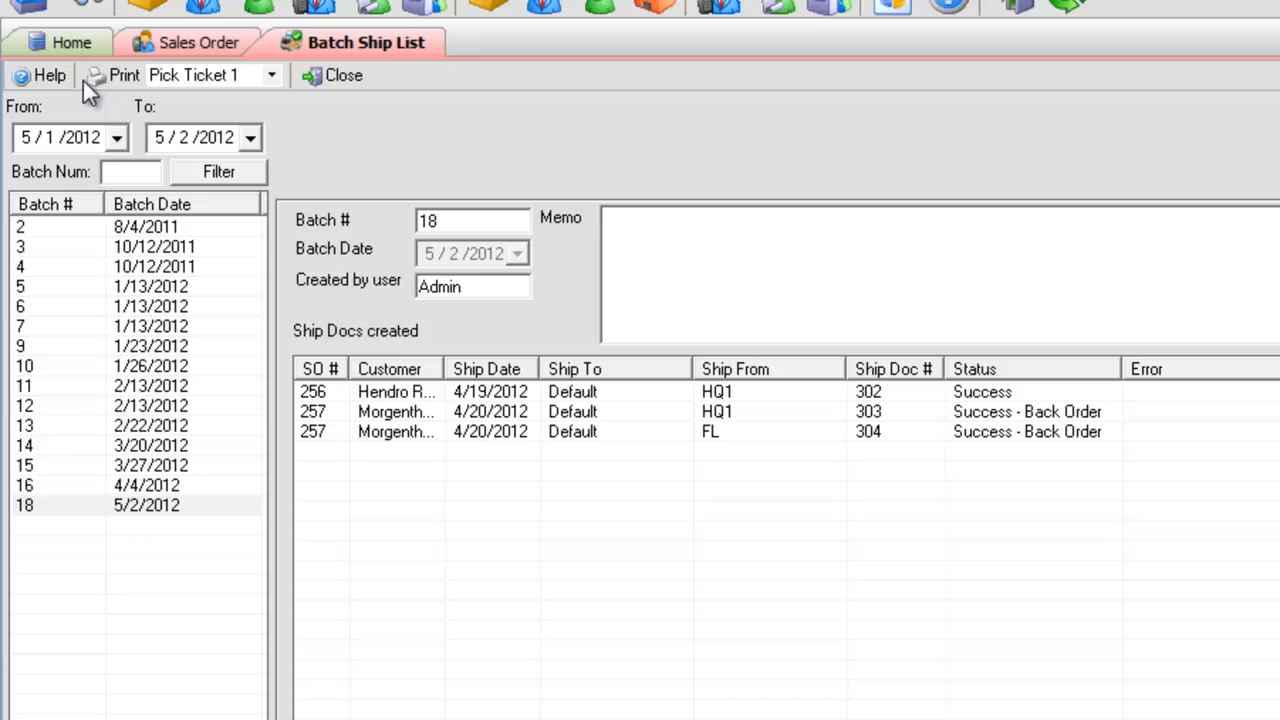 Home Sales Order Batch Ship List
Help Print Pick Ticket 1 Close
From: To:
5 / 1 /2012 5 / 2 /2012
Batch Num: Filter
Batch # Batch Date
2 8/4/2011
3 10/12/2011
4 10/12/2011
5 1/13/2012
6 1/13/2012
7 1/13/2012
9 1/23/2012
10 1/26/2012
11 2/13/2012
12 2/13/2012
13 2/22/2012
14 3/20/2012
15 3/27/2012
16 4/4/2012
18 5/2/2012
Batch # 18 Memo
Batch Date 5 / 2 /2012
Created by user Admin
Ship Docs created
SO # Customer Ship Date Ship To Ship From Ship Doc # Status Error
256 Hendro R... 4/19/2012 Default HQ1 302 Success
257 Morgenth... 4/20/2012 Default HQ1 303 Success - Back Order
257 Morgenth... 4/20/2012 Default FL 304 Success - Back Order